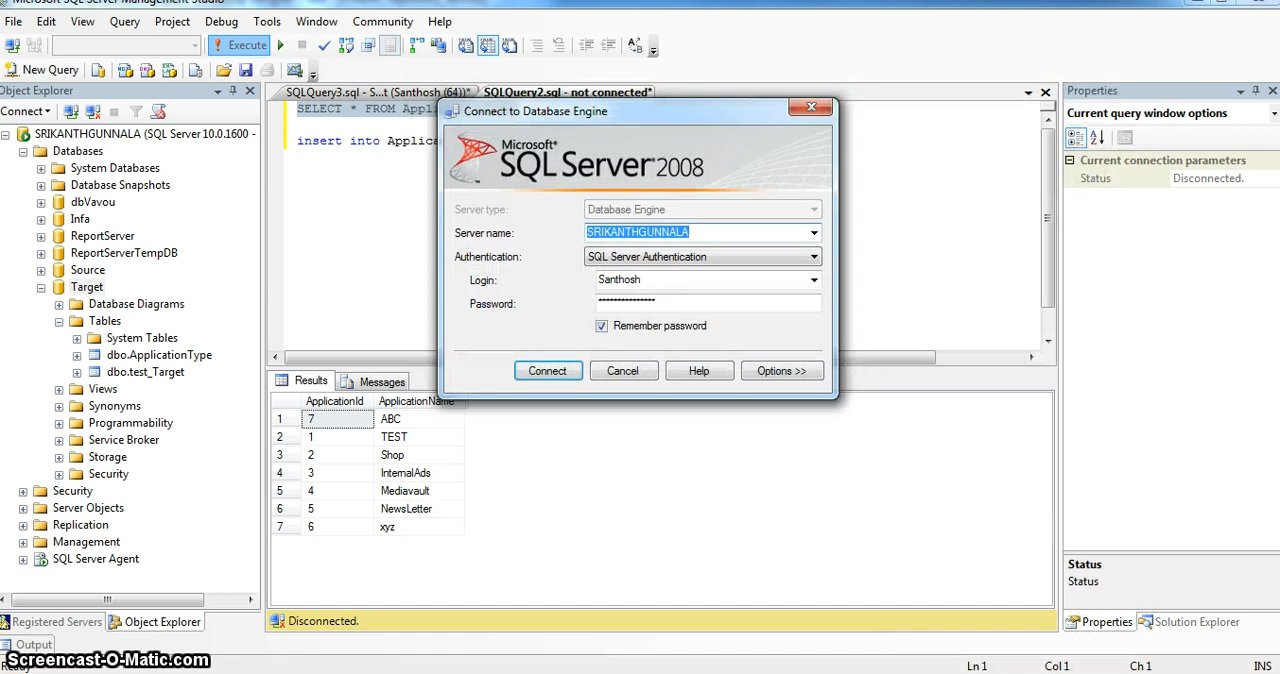 Microsoft SQL Server Management Studio
File Edit View Query Project Debug Tools Window Community Help
Execute
New Query
Object Explorer
Connect
SRIKANTHGUNNALA (SQL Server 10.0.1600 -
Databases
System Databases
Database Snapshots
dbVavou
Infa
ReportServer
ReportServerTempDB
Source
Target
Database Diagrams
Tables
System Tables
dbo.ApplicationType
dbo.test_Target
Views
Synonyms
Programmability
Service Broker
Storage
Security
Security
Server Objects
Replication
Management
SQL Server Agent
Registered Servers Object Explorer
Output
SQLQuery3.sql - S...t (Santhosh (64))* SQLQuery2.sql - not connected*
SELECT * FROM Appli
insert into Applica
Connect to Database Engine
Microsoft®
SQL Server® 2008
Server type: Database Engine
Server name: SRIKANTHGUNNALA
Authentication: SQL Server Authentication
Login: Santhosh
Password: ***************
Remember password
Connect Cancel Help Options >>
Results Messages
ApplicationId ApplicationName
1 7 ABC
2 1 TEST
3 2 Shop
4 3 InternalAds
5 4 Mediavault
6 5 NewsLetter
7 6 xyz
Disconnected.
Properties
Current query window options
Current connection parameters
Status Disconnected.
Status
Status
Properties Solution Explorer
Screencast-O-Matic.com
Ln 1 Col 1 Ch 1 INS